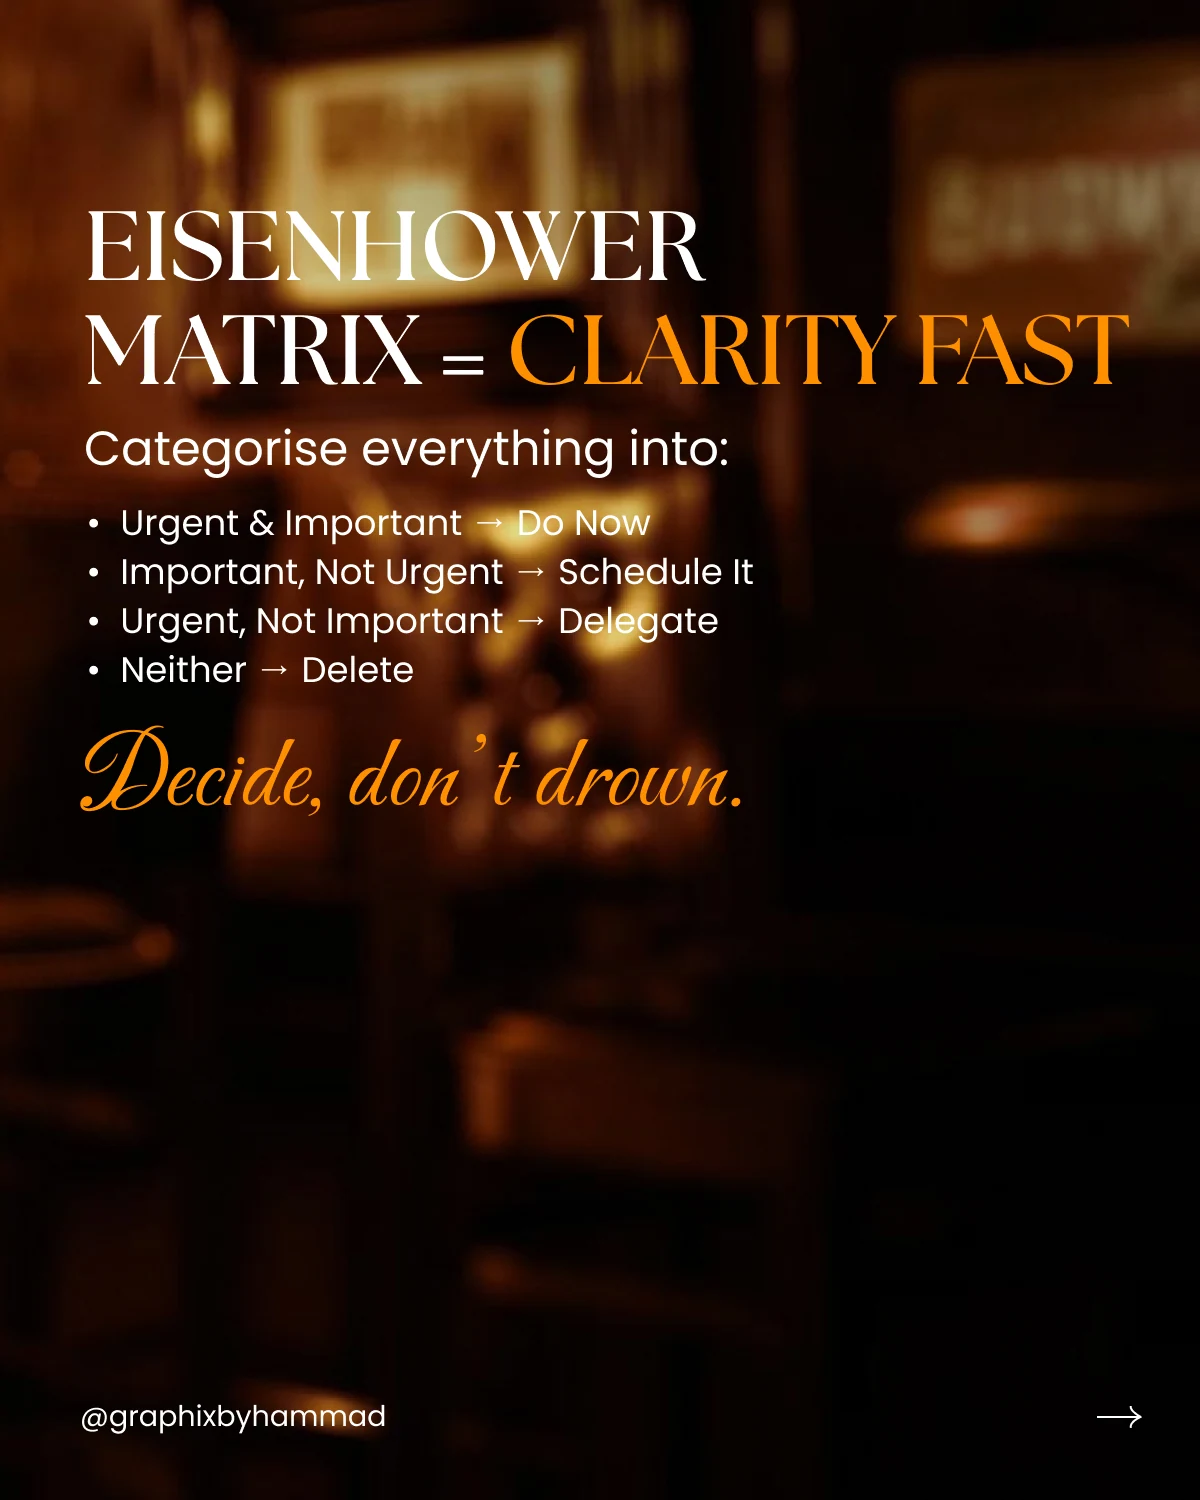 EISENHOWER
MATRIX = CLARITY FAST
Categorise everything into:
• Urgent & Important → Do Now
• Important, Not Urgent → Schedule It
• Urgent, Not Important → Delegate
• Neither → Delete
Decide, don't drown.
@graphixbyhammad →